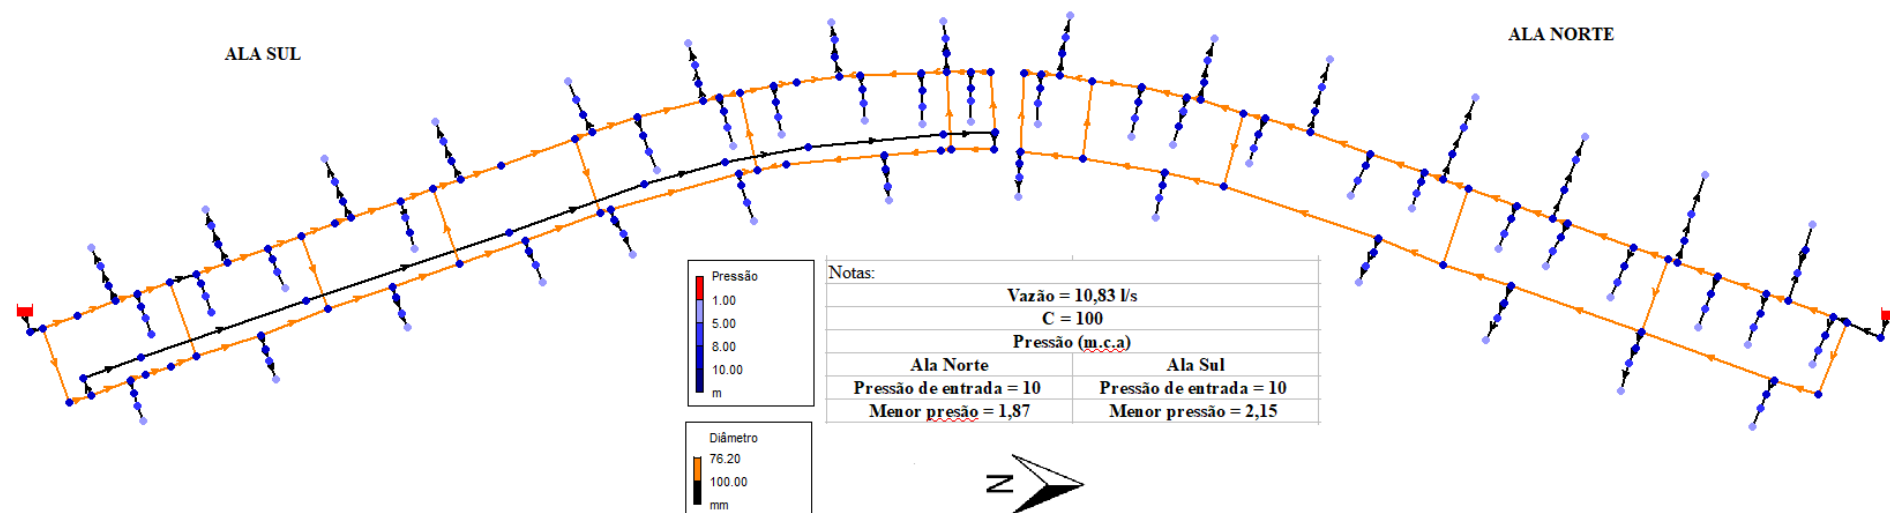 ALA SUL
ALA NORTE
Pressão
1.00
5.00
8.00
10.00
m
Diâmetro
76.20
100.00
mm
Notas:
Vazão = 10,83 l/s
C = 100
Pressão (m.c.a)
Ala Norte Ala Sul
Pressão de entrada = 10 Pressão de entrada = 10
Menor presão = 1,87 Menor pressão = 2,15
N